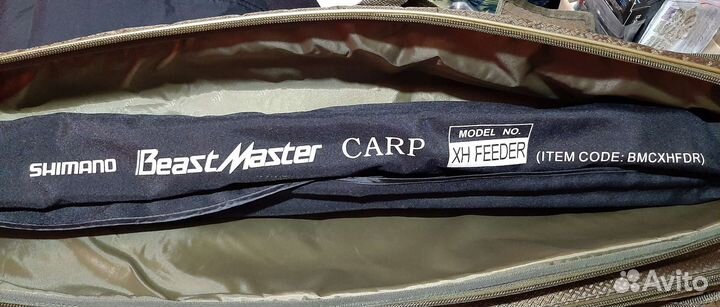 SHIMANO BeastMaster CARP MODEL NO. XH FEEDER (ITEM CODE: BMCXHFDR)
Avito